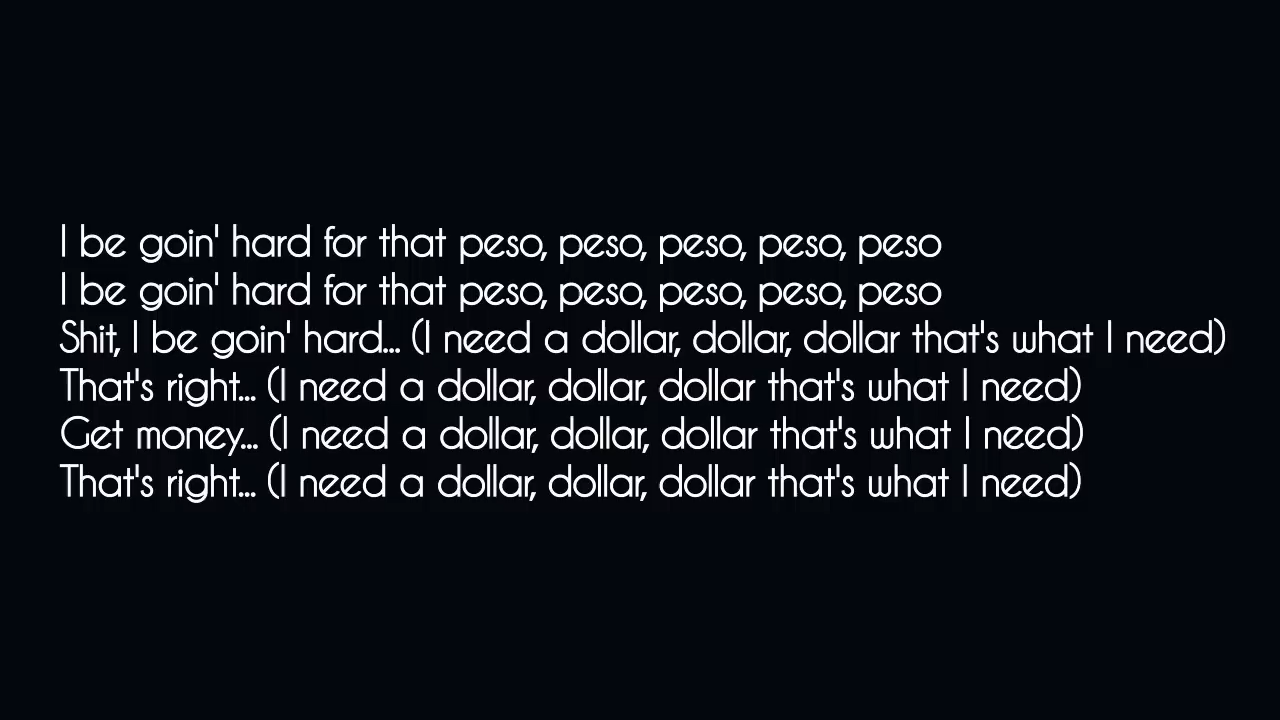 I be goin' hard for that peso, peso, peso, peso, peso
I be goin' hard for that peso, peso, peso, peso, peso
Shit, I be goin' hard... (I need a dollar, dollar, dollar that's what I need)
That's right... (I need a dollar, dollar, dollar that's what I need)
Get money... (I need a dollar, dollar, dollar that's what I need)
That's right... (I need a dollar, dollar, dollar that's what I need)